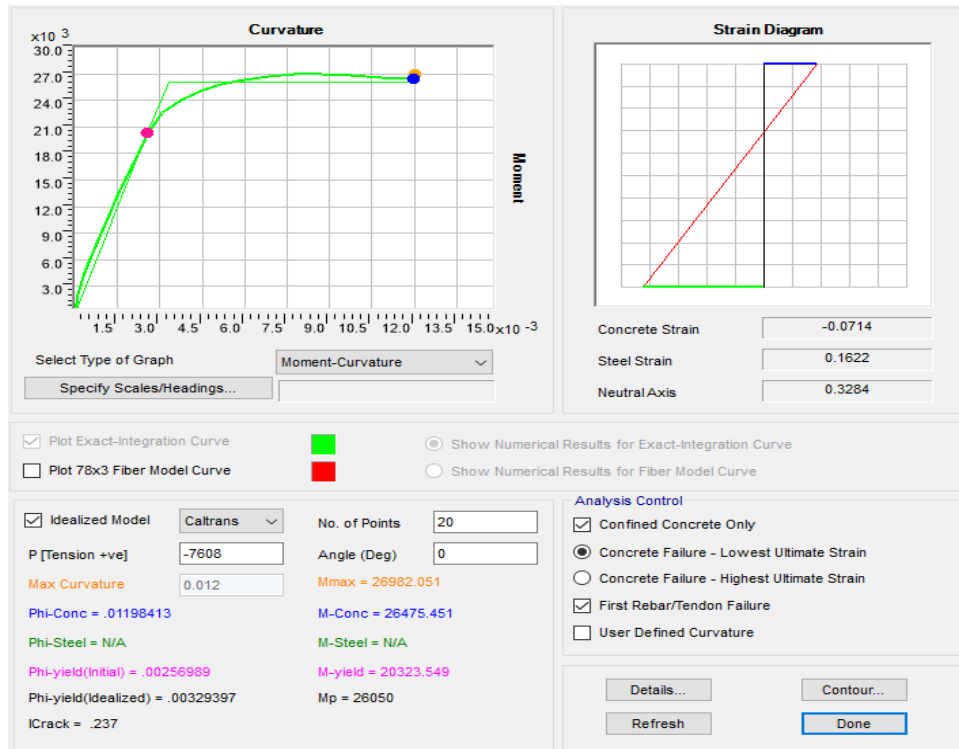 Curvature
x10 3
30.0
27.0
24.0
21.0
18.0
15.0
12.0
9.0
6.0
3.0
Moment
1.5 3.0 4.5 6.0 7.5 9.0 10.5 12.0 13.5 15.0 x10 -3
Select Type of Graph Moment-Curvature
Specify Scales/Headings...
Strain Diagram
Concrete Strain -0.0714
Steel Strain 0.1622
Neutral Axis 0.3284
Plot Exact-Integration Curve Show Numerical Results for Exact-Integration Curve
Plot 78x3 Fiber Model Curve Show Numerical Results for Fiber Model Curve
Idealized Model Caltrans No. of Points 20
P [Tension +ve] -7608 Angle (Deg) 0
Max Curvature 0.012 Mmax = 26982.051
Phi-Conc = .01198413 M-Conc = 26475.451
Phi-Steel = N/A M-Steel = N/A
Phi-yield(Initial) = .00256989 M-yield = 20323.549
Phi-yield(Idealized) = .00329397 Mp = 26050
ICrack = .237
Analysis Control
Confined Concrete Only
Concrete Failure - Lowest Ultimate Strain
Concrete Failure - Highest Ultimate Strain
First Rebar/Tendon Failure
User Defined Curvature
Details... Contour...
Refresh Done